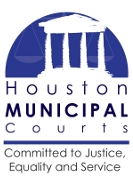 Houston
MUNICIPAL
Courts
Committed to Justice,
Equality and Service